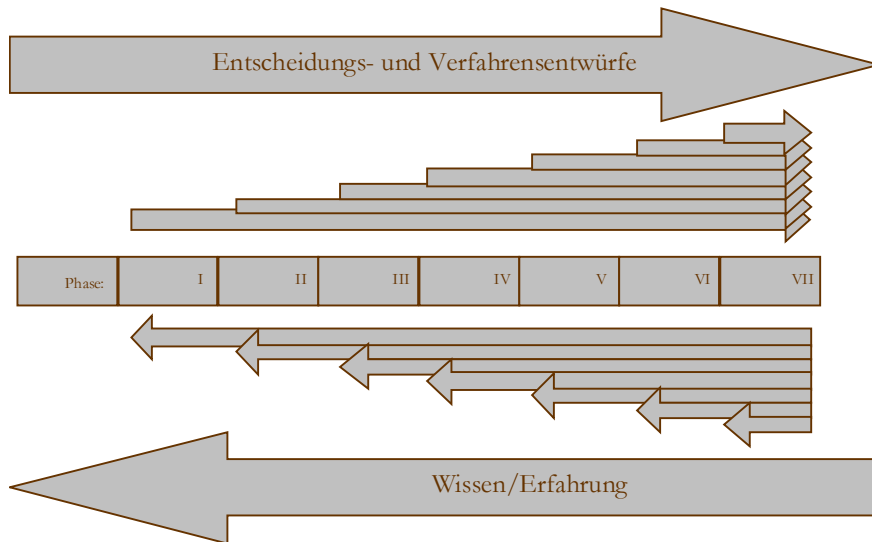 Entscheidungs- und Verfahrensentwürfe
Phase: I II III IV V VI VII
Wissen/Erfahrung